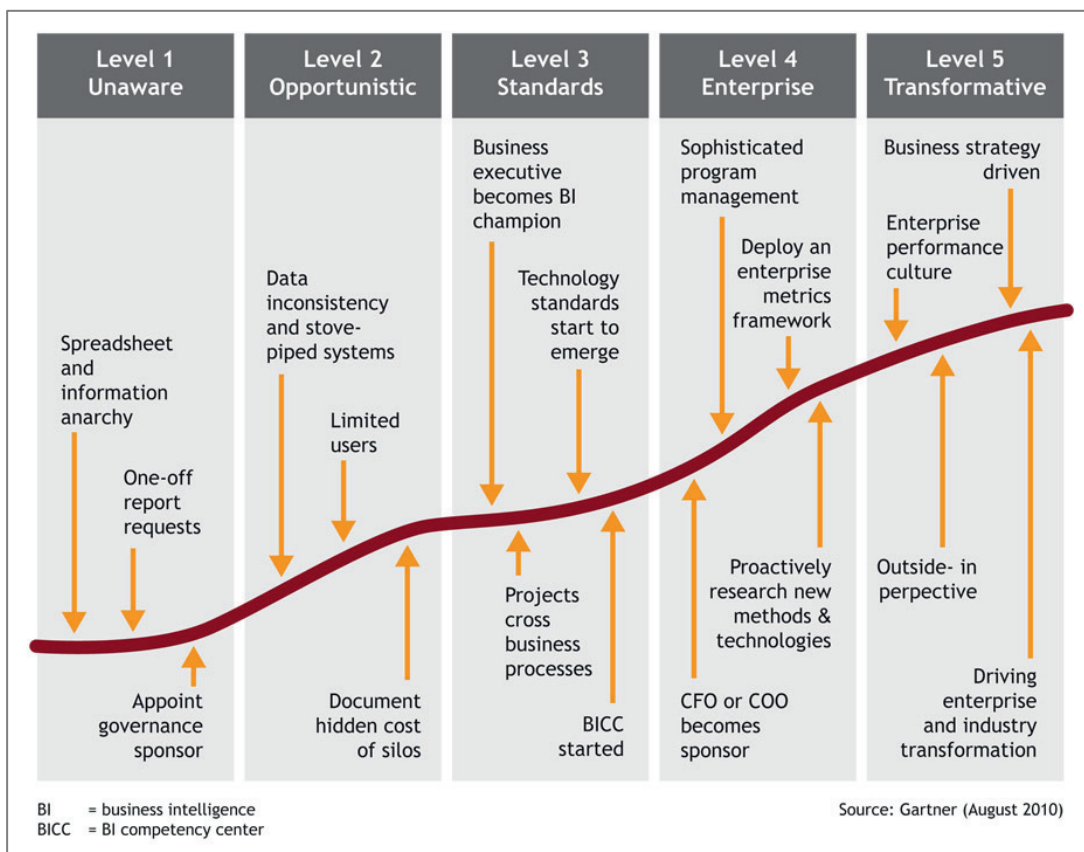 Level 1
Unaware
Level 2
Opportunistic
Level 3
Standards
Level 4
Enterprise
Level 5
Transformative
Spreadsheet
and
information
anarchy
One-off
report
requests
Appoint
governance
sponsor
Data
inconsistency
and stove-
piped systems
Limited
users
Document
hidden cost
of silos
Business
executive
becomes BI
champion
Technology
standards
start to
emerge
Projects
cross
business
processes
BICC
started
Sophisticated
program
management
Deploy an
enterprise
metrics
framework
Proactively
research new
methods &
technologies
CFO or COO
becomes
sponsor
Business strategy
driven
Enterprise
performance
culture
Outside- in
perpective
Driving
enterprise
and industry
transformation
BI = business intelligence
BICC = BI competency center
Source: Gartner (August 2010)